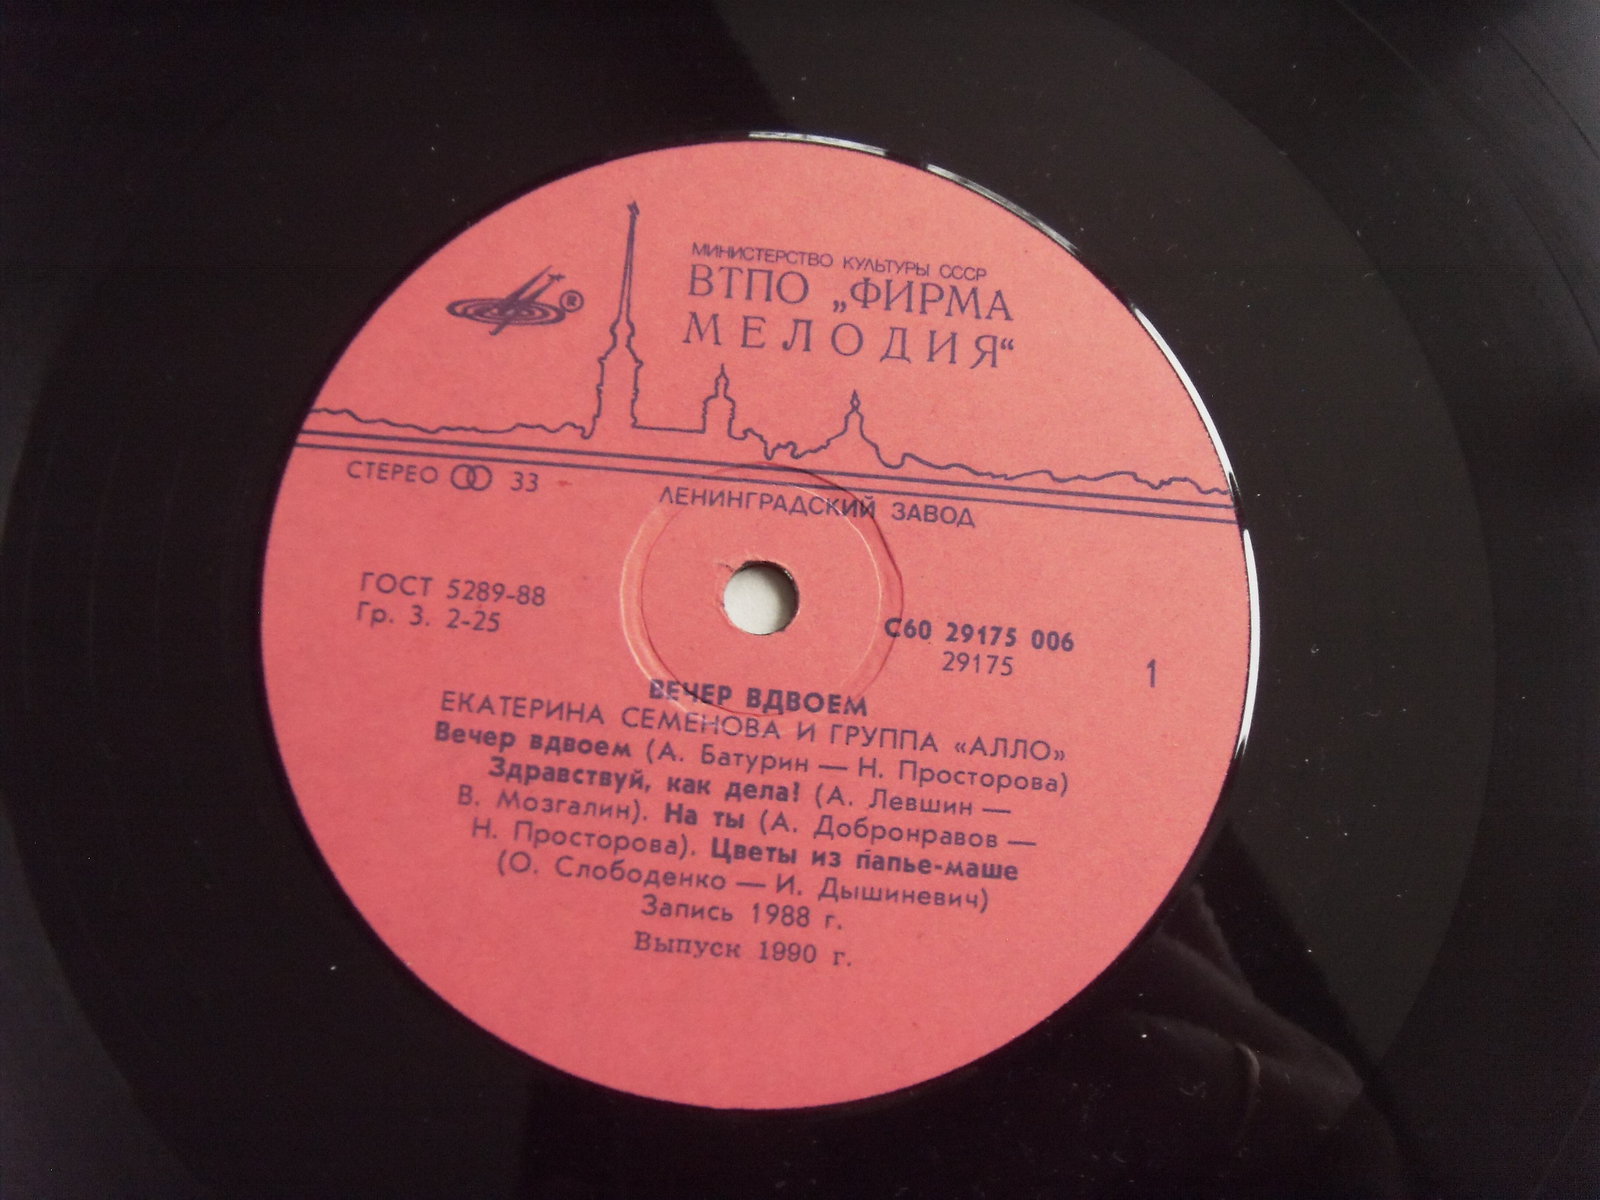 МИНИСТЕРСТВО КУЛЬТУРЫ СССР
ВТПО „ФИРМА
МЕЛОДИЯ“
®
СТЕРЕО 33
ЛЕНИНГРАДСКИЙ ЗАВОД
ГОСТ 5289-88
Гр. 3. 2-25
С60 29175 006
29175
1
ВЕЧЕР ВДВОЕМ
ЕКАТЕРИНА СЕМЕНОВА И ГРУППА «АЛЛО»
Вечер вдвоем (А. Батурин — Н. Просторова)
Здравствуй, как дела! (А. Левшин —
В. Мозгалин). На ты (А. Добронравов —
Н. Просторова). Цветы из папье-маше
(О. Слободенко — И. Дышиневич)
Запись 1988 г.
Выпуск 1990 г.